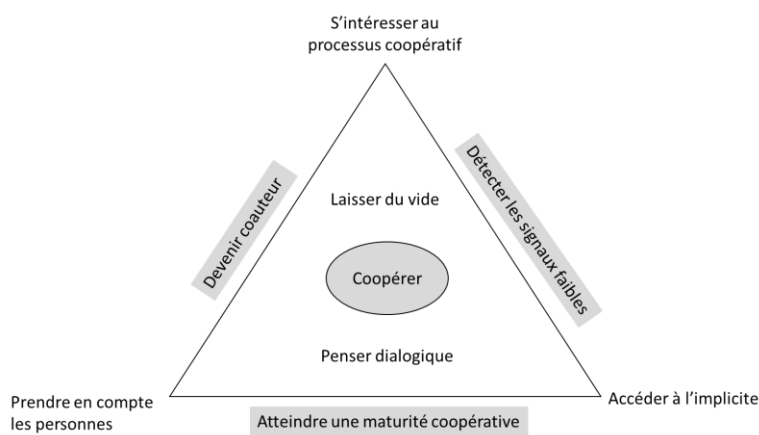 S’intéresser au
processus coopératif
Devenir coauteur
Détecter les signaux faibles
Laisser du vide
Coopérer
Penser dialogique
Prendre en compte
les personnes
Accéder à l’implicite
Atteindre une maturité coopérative